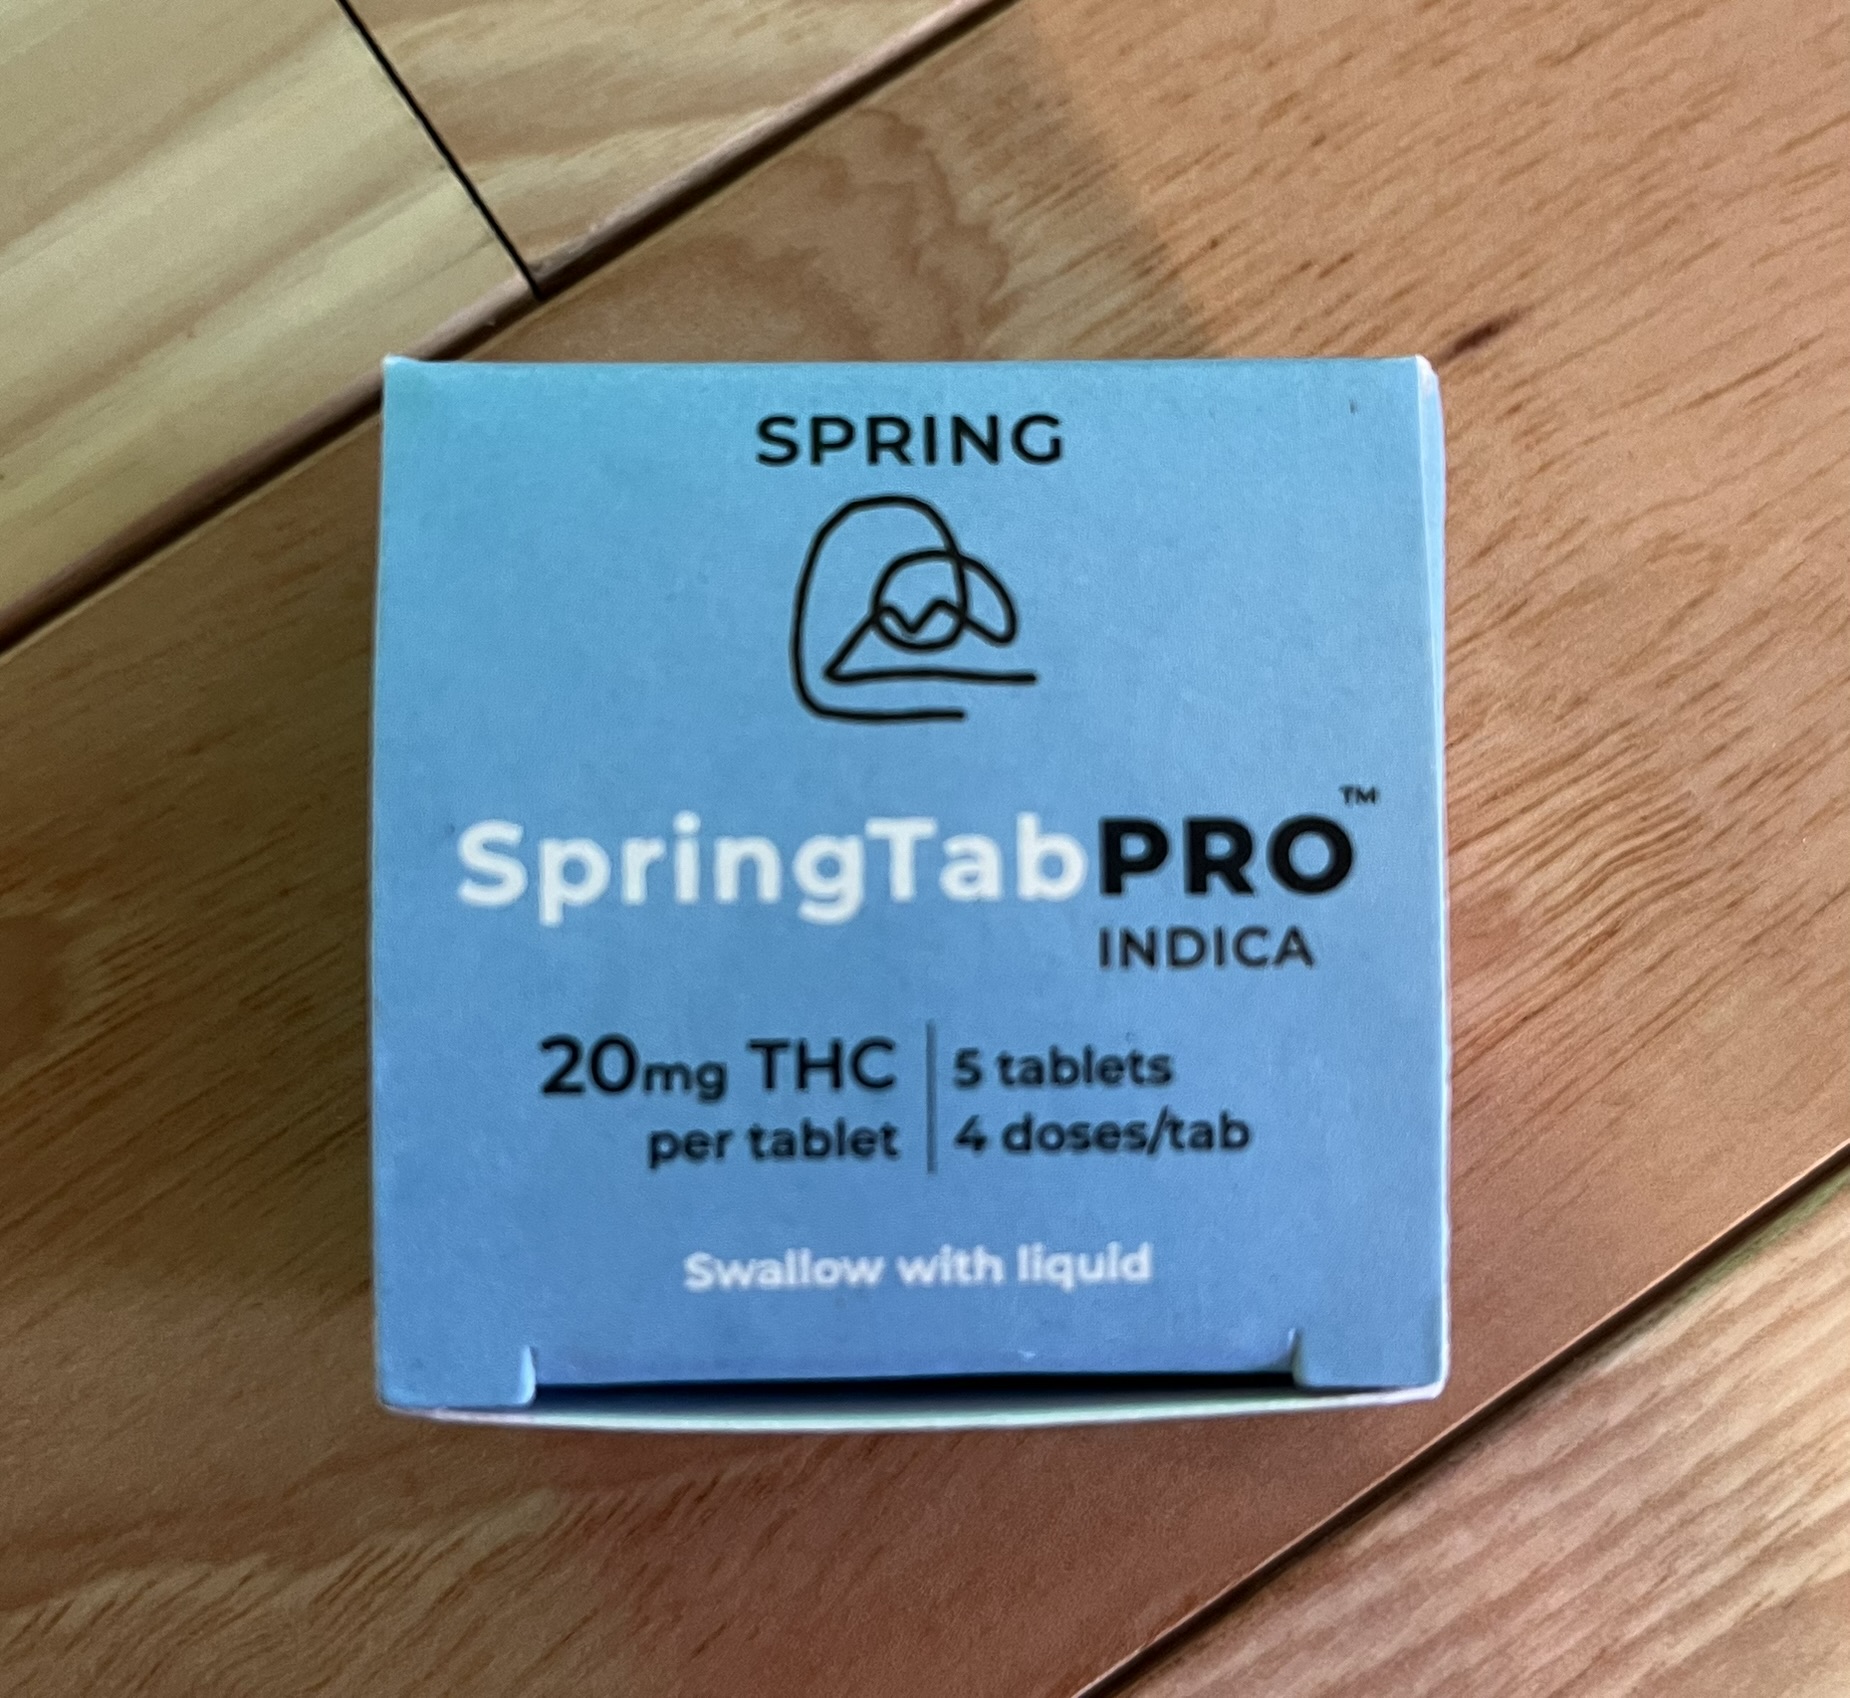 SPRING
SpringTabPRO™
INDICA
20mg THC
per tablet
5 tablets
4 doses/tab
Swallow with liquid